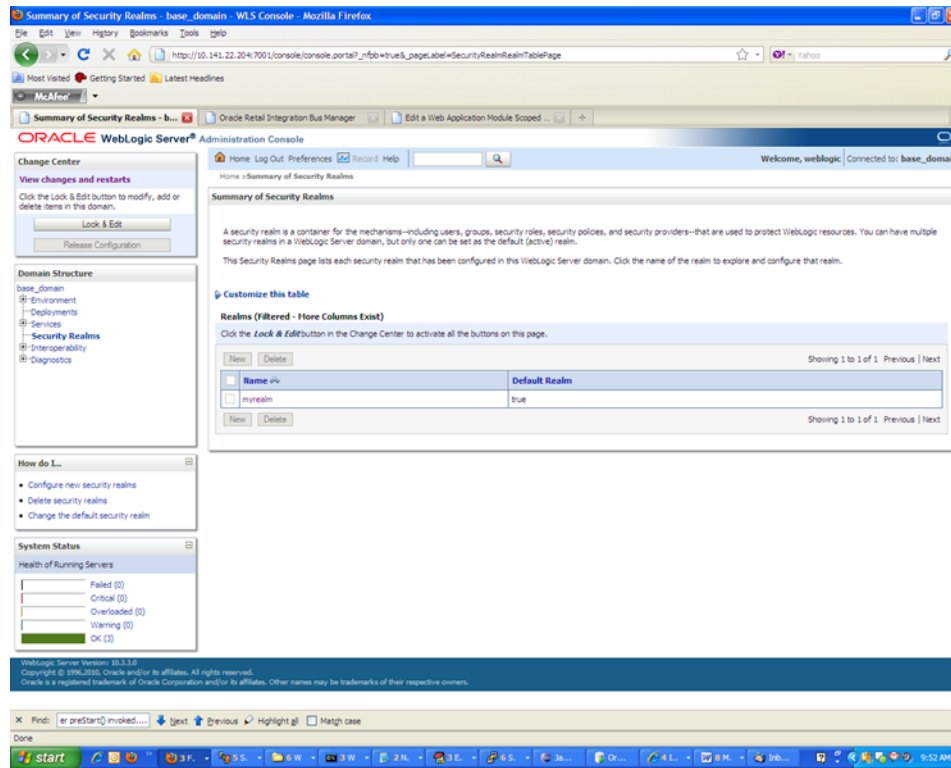 Summary of Security Realms - base_domain - WLS Console - Mozilla Firefox
File Edit View History Bookmarks Tools Help
http://10.141.22.204:7001/console/console.portal?_nfpb=true&_pageLabel=SecurityRealmRealmTablePage
Yahoo
Most Visited Getting Started Latest Headlines
McAfee
Summary of Security Realms - b... Oracle Retail Integration Bus Manager Edit a Web Application Module Scoped ...
ORACLE WebLogic Server® Administration Console
Change Center
View changes and restarts
Click the Lock & Edit button to modify, add or
delete items in this domain.
Lock & Edit
Release Configuration
Domain Structure
base_domain
Environment
Deployments
Services
Security Realms
Interoperability
Diagnostics
How do I...
Configure new security realms
Delete security realms
Change the default security realm
System Status
Health of Running Servers
Failed (0)
Critical (0)
Overloaded (0)
Warning (0)
OK (3)
Home Log Out Preferences Record Help
Welcome, weblogic Connected to: base_domai
Home >Summary of Security Realms
Summary of Security Realms
A security realm is a container for the mechanisms--including users, groups, security roles, security policies, and security providers--that are used to protect WebLogic resources. You can have multiple
security realms in a WebLogic Server domain, but only one can be set as the default (active) realm.
This Security Realms page lists each security realm that has been configured in this WebLogic Server domain. Click the name of the realm to explore and configure that realm.
Customize this table
Realms (Filtered - More Columns Exist)
Click the Lock & Edit button in the Change Center to activate all the buttons on this page.
New Delete Showing 1 to 1 of 1 Previous | Next
Name Default Realm
myrealm true
New Delete Showing 1 to 1 of 1 Previous | Next
WebLogic Server Version: 10.3.3.0
Copyright © 1996,2010, Oracle and/or its affiliates. All rights reserved.
Oracle is a registered trademark of Oracle Corporation and/or its affiliates. Other names may be trademarks of their respective owners.
Find: er preStart() invoked.... Next Previous Highlight all Match case
Done
start 3 F. 5 S. 6 W 3 W 2 N. 3 E. 6 S. Ja... Or... 4 I.. 8 M. Inb... 9:52 AM